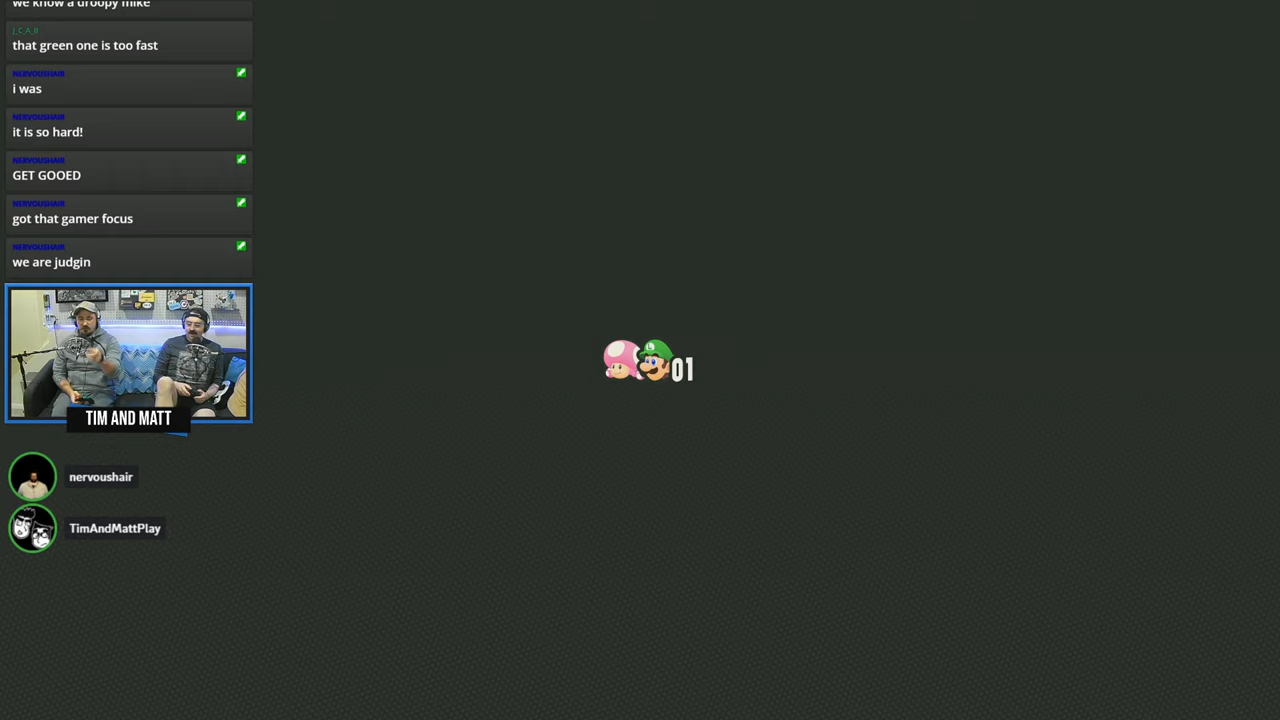 we know a droopy mike
J_C_A_U
that green one is too fast
NERVOUSHAIR
i was
NERVOUSHAIR
it is so hard!
NERVOUSHAIR
GET GOOED
NERVOUSHAIR
got that gamer focus
NERVOUSHAIR
we are judgin
L
01
TIM AND MATT
nervoushair
TimAndMattPlay